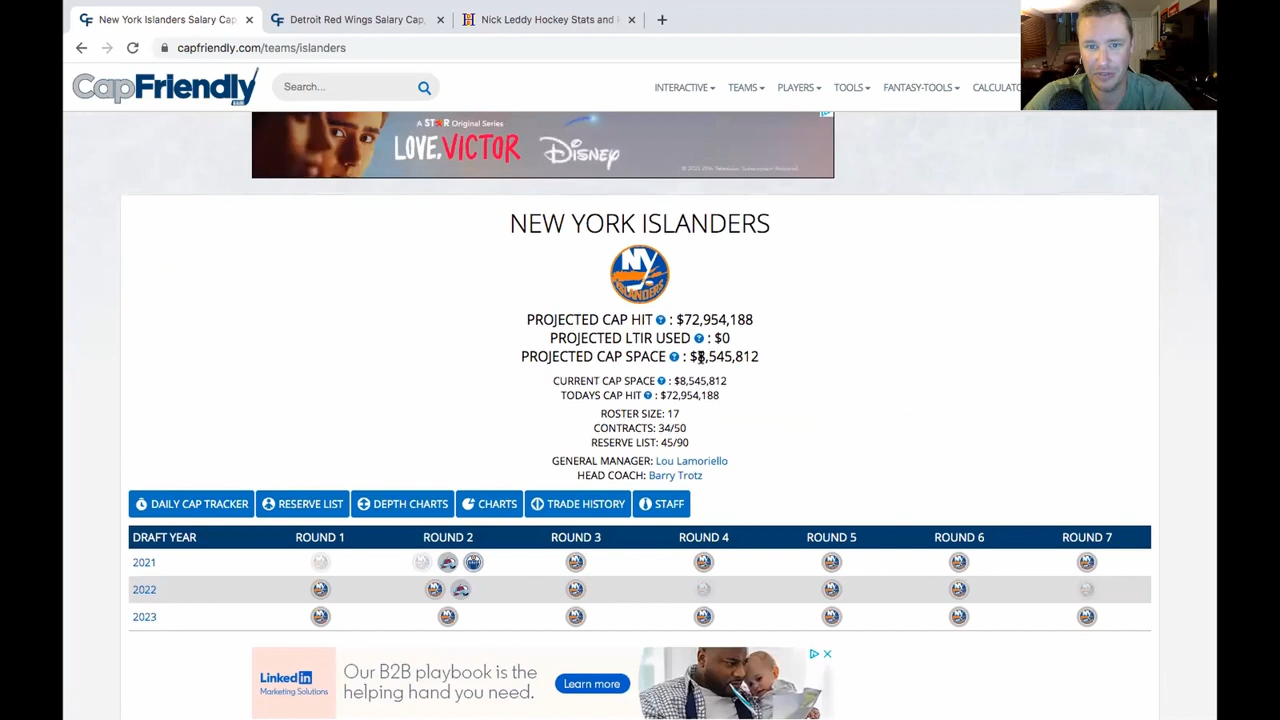 New York Islanders Salary Cap
Detroit Red Wings Salary Cap,
Nick Leddy Hockey Stats and
capfriendly.com/teams/islanders
CapFriendly
Search...
INTERACTIVE
TEAMS
PLAYERS
TOOLS
FANTASY-TOOLS
A STAR Original Series
LOVE, VICTOR
Disney
NEW YORK ISLANDERS
NY
ISLANDERS
PROJECTED CAP HIT : $72,954,188
PROJECTED LTIR USED : $0
PROJECTED CAP SPACE : $8,545,812
CURRENT CAP SPACE : $8,545,812
TODAYS CAP HIT : $72,954,188
ROSTER SIZE: 17
CONTRACTS: 34/50
RESERVE LIST: 45/90
GENERAL MANAGER: Lou Lamoriello
HEAD COACH: Barry Trotz
DAILY CAP TRACKER
RESERVE LIST
DEPTH CHARTS
CHARTS
TRADE HISTORY
STAFF
DRAFT YEAR ROUND 1 ROUND 2 ROUND 3 ROUND 4 ROUND 5 ROUND 6 ROUND 7
2021
2022
2023
Linked in
Marketing Solutions
Our B2B playbook is the
helping hand you need.
Learn more